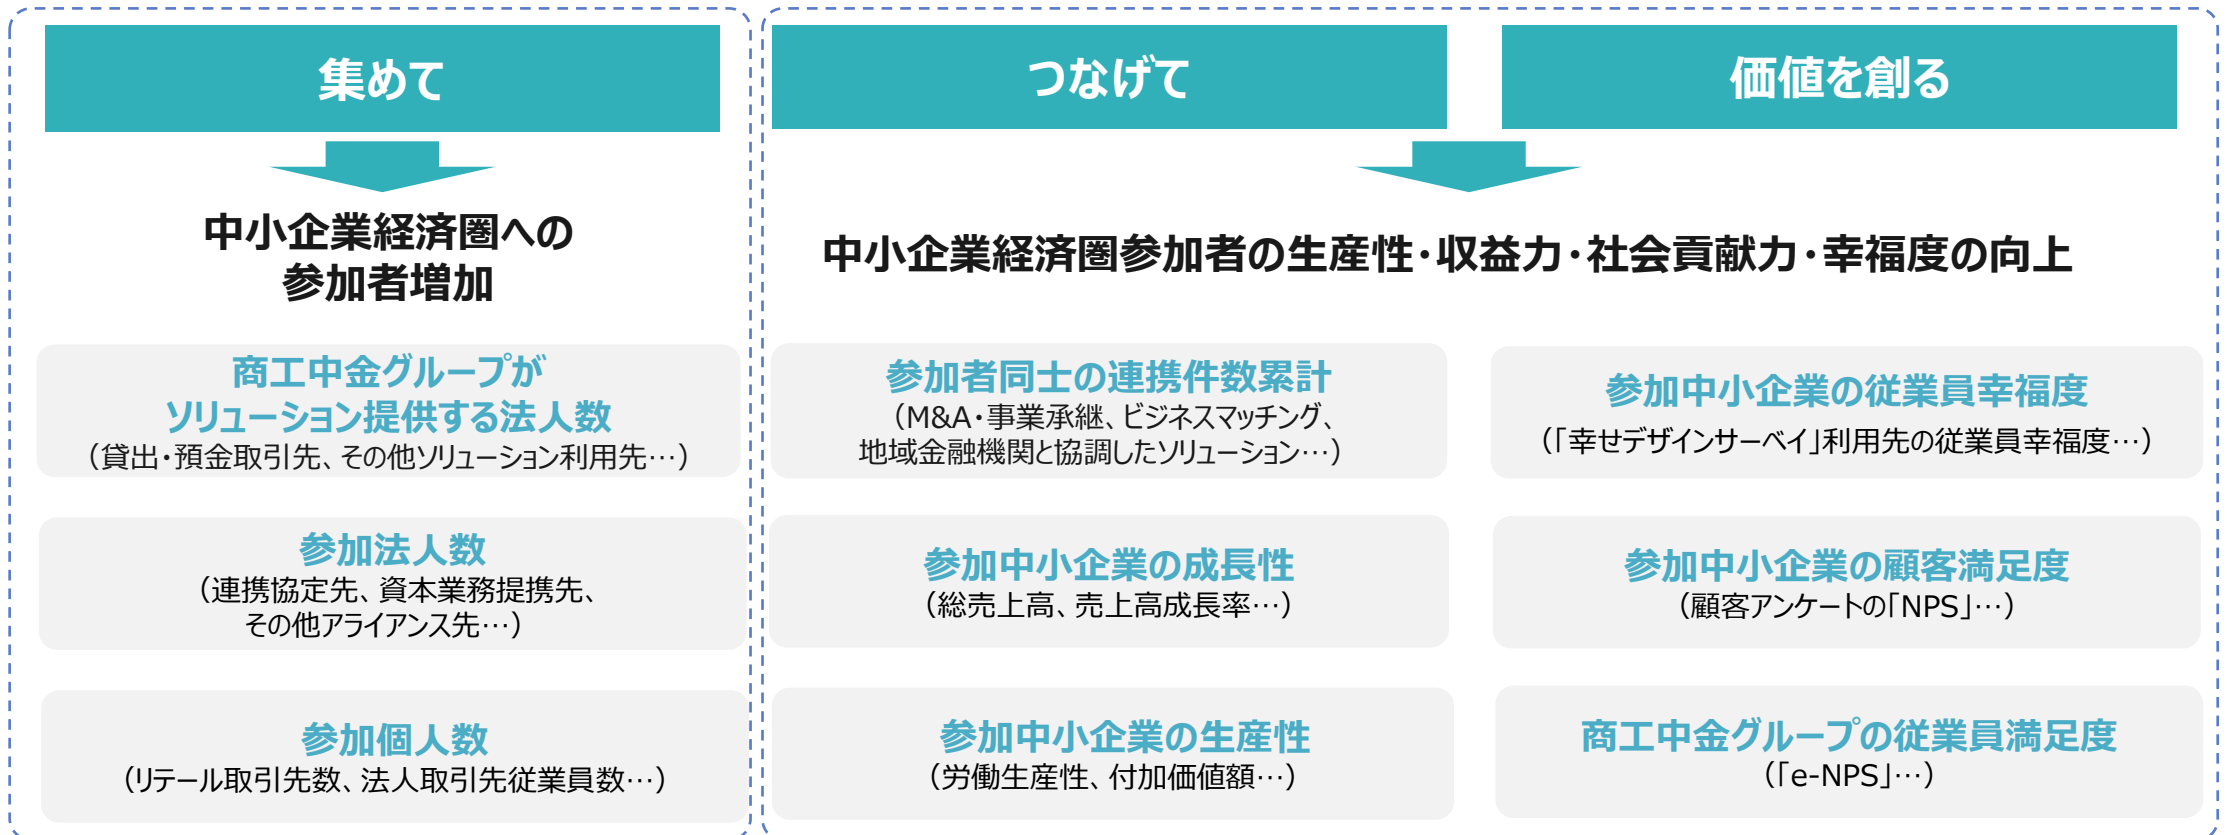 集めて
中小企業経済圏への
参加者増加
商工中金グループが
ソリューション提供する法人数
（貸出・預金取引先、その他ソリューション利用先…）
参加法人数
（連携協定先、資本業務提携先、
その他アライアンス先…）
参加個人数
（リテール取引先数、法人取引先従業員数…）
つなげて
価値を創る
中小企業経済圏参加者の生産性・収益力・社会貢献力・幸福度の向上
参加者同士の連携件数累計
（M&A・事業承継、ビジネスマッチング、
地域金融機関と協調したソリューション…）
参加中小企業の成長性
（総売上高、売上高成長率…）
参加中小企業の生産性
（労働生産性、付加価値額…）
参加中小企業の従業員幸福度
（「幸せデザインサーベイ」利用先の従業員幸福度…）
参加中小企業の顧客満足度
（顧客アンケートの「NPS」…）
商工中金グループの従業員満足度
（「e-NPS」…）